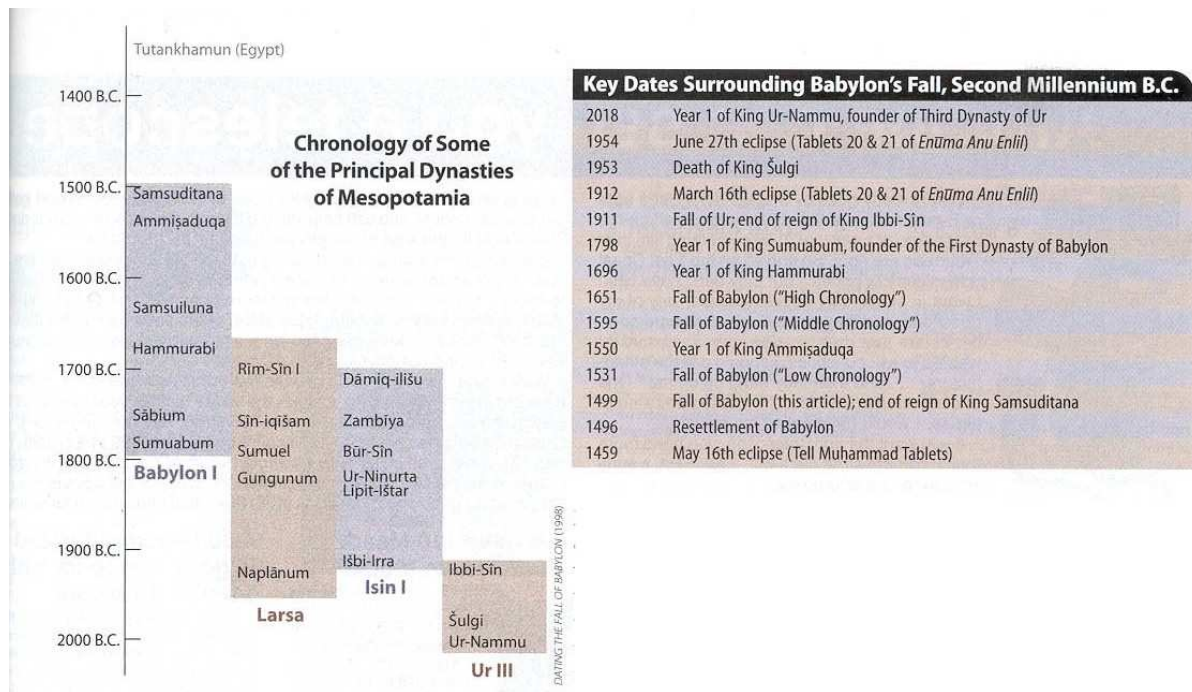 Tutankhamun (Egypt)
Chronology of Some
of the Principal Dynasties
of Mesopotamia
1400 B.C.
1500 B.C.
1600 B.C.
1700 B.C.
1800 B.C.
1900 B.C.
2000 B.C.
Samsuditana
Ammiṣaduqa
Samsuiluna
Hammurabi
Sābium
Sumuabum
Babylon I
Rīm-Sîn I
Sîn-iqīšam
Sumuel
Gungunum
Naplānum
Larsa
Dāmiq-ilišu
Zambīya
Būr-Sîn
Ur-Ninurta
Lipit-Ištar
Išbi-Irra
Isin I
Ibbi-Sîn
Šulgi
Ur-Nammu
Ur III
DATING THE FALL OF BABYLON (1998)
Key Dates Surrounding Babylon's Fall, Second Millennium B.C.
2018 Year 1 of King Ur-Nammu, founder of Third Dynasty of Ur
1954 June 27th eclipse (Tablets 20 & 21 of Enūma Anu Enlil)
1953 Death of King Šulgi
1912 March 16th eclipse (Tablets 20 & 21 of Enūma Anu Enlil)
1911 Fall of Ur; end of reign of King Ibbi-Sîn
1798 Year 1 of King Sumuabum, founder of the First Dynasty of Babylon
1696 Year 1 of King Hammurabi
1651 Fall of Babylon ("High Chronology")
1595 Fall of Babylon ("Middle Chronology")
1550 Year 1 of King Ammiṣaduqa
1531 Fall of Babylon ("Low Chronology")
1499 Fall of Babylon (this article); end of reign of King Samsuditana
1496 Resettlement of Babylon
1459 May 16th eclipse (Tell Muḥammad Tablets)